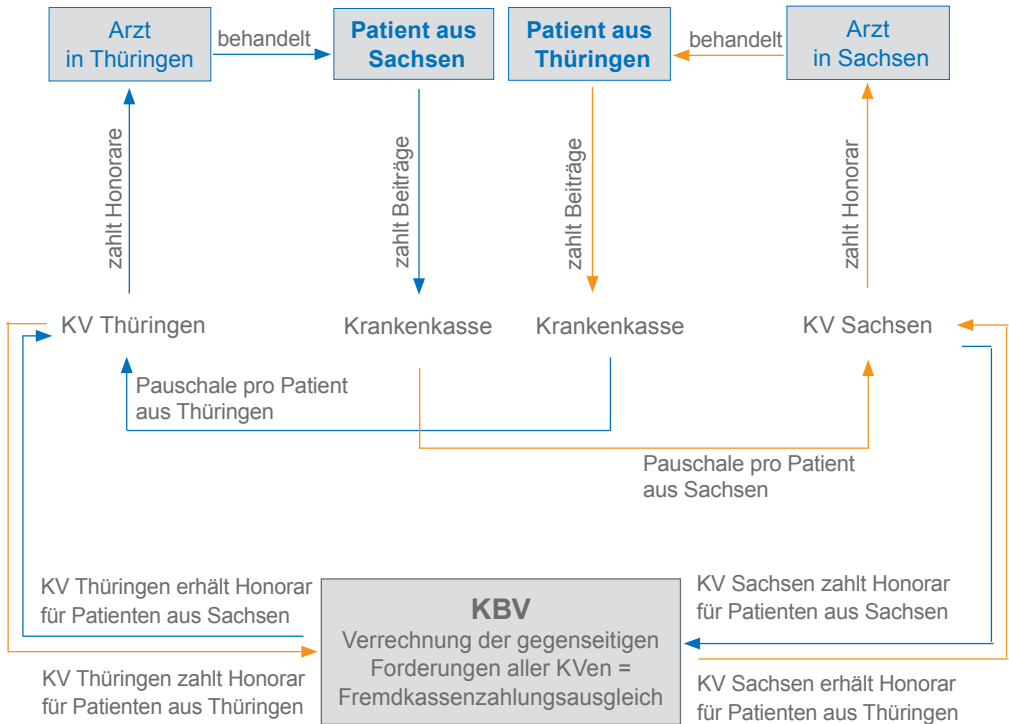 Arzt
in Thüringen
behandelt
Patient aus
Sachsen
Patient aus
Thüringen
behandelt
Arzt
in Sachsen
zahlt Honorare
zahlt Beiträge
zahlt Beiträge
zahlt Honorar
KV Thüringen
Krankenkasse
Krankenkasse
KV Sachsen
Pauschale pro Patient
aus Thüringen
Pauschale pro Patient
aus Sachsen
KV Thüringen erhält Honorar
für Patienten aus Sachsen
KV Thüringen zahlt Honorar
für Patienten aus Thüringen
KBV
Verrechnung der gegenseitigen
Forderungen aller KVen =
Fremdkassenzahlungsausgleich
KV Sachsen zahlt Honorar
für Patienten aus Sachsen
KV Sachsen erhält Honorar
für Patienten aus Thüringen